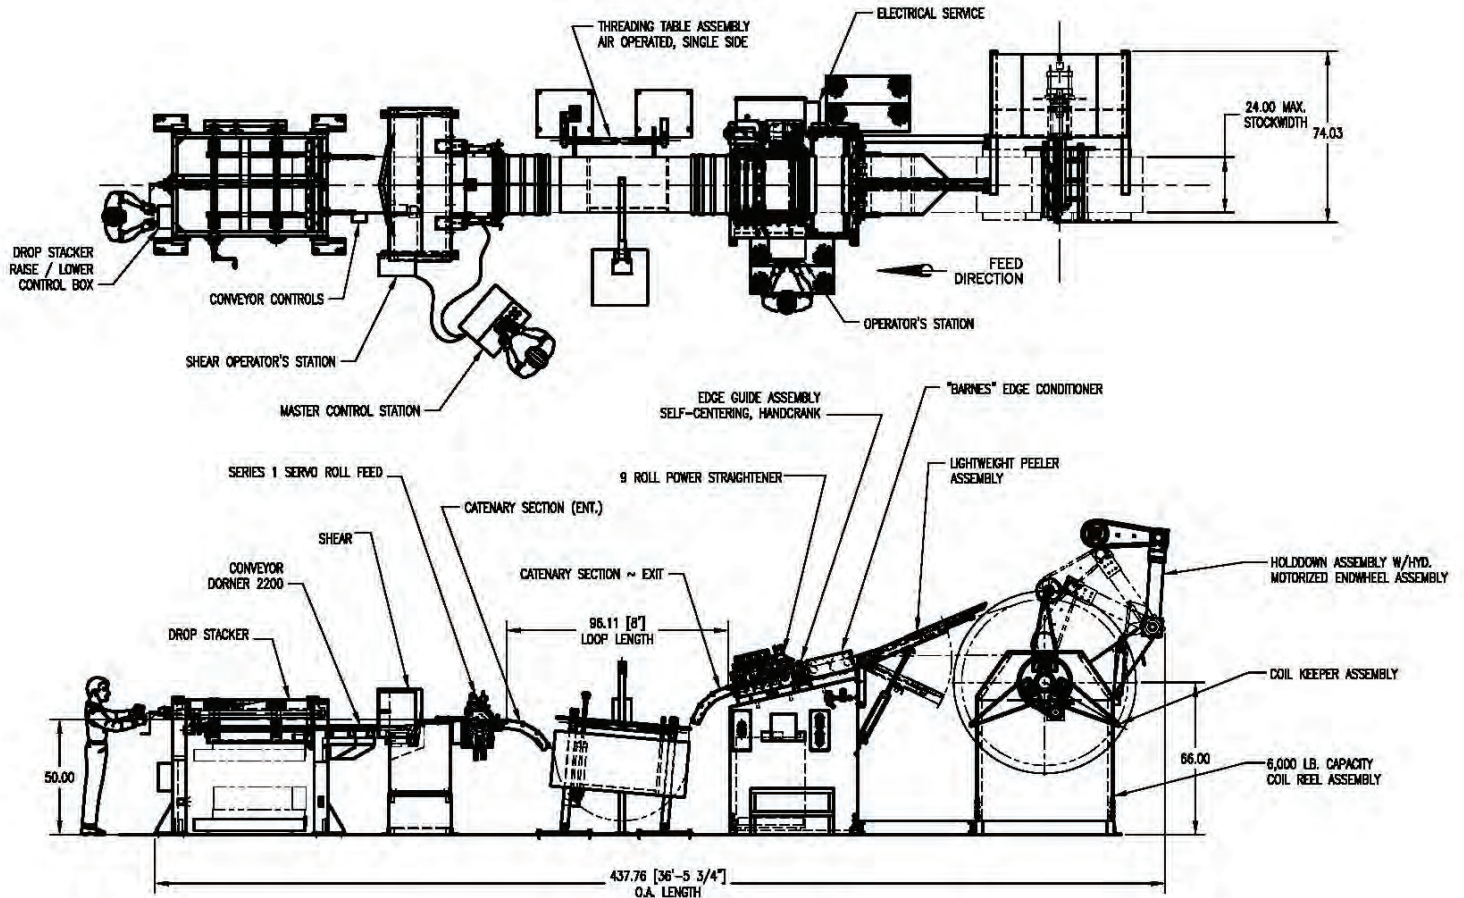 ELECTRICAL SERVICE
THREADING TABLE ASSEMBLY
AIR OPERATED, SINGLE SIDE
24.00 MAX.
STOCKWIDTH
74.03
DROP STACKER
RAISE / LOWER
CONTROL BOX
CONVEYOR CONTROLS
FEED
DIRECTION
OPERATOR'S STATION
SHEAR OPERATOR'S STATION
MASTER CONTROL STATION
EDGE GUIDE ASSEMBLY
SELF-CENTERING, HANDCRANK
"BARNES" EDGE CONDITIONER
SERIES 1 SERVO ROLL FEED
9 ROLL POWER STRAIGHTENER
LIGHTWEIGHT PEELER
ASSEMBLY
CATENARY SECTION (ENT.)
SHEAR
CONVEYOR
DORNER 2200
CATENARY SECTION ~ EXIT
HOLDDOWN ASSEMBLY W/HYD.
MOTORIZED ENDWHEEL ASSEMBLY
DROP STACKER
96.11 [8']
LOOP LENGTH
COIL KEEPER ASSEMBLY
50.00
66.00
6,000 LB. CAPACITY
COIL REEL ASSEMBLY
437.76 [36'-5 3/4"]
O.A. LENGTH